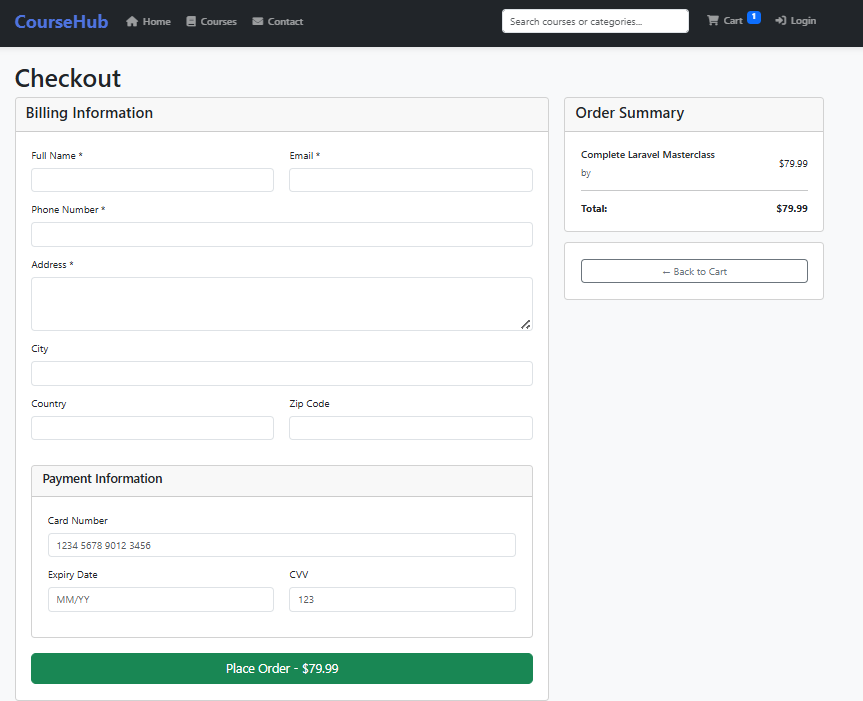 CourseHub Home Courses Contact Search courses or categories... Cart 1 Login
Checkout
Billing Information
Full Name * Email *
Phone Number *
Address *
City
Country Zip Code
Payment Information
Card Number
1234 5678 9012 3456
Expiry Date CVV
MM/YY 123
Place Order - $79.99
Order Summary
Complete Laravel Masterclass $79.99
by
Total: $79.99
← Back to Cart